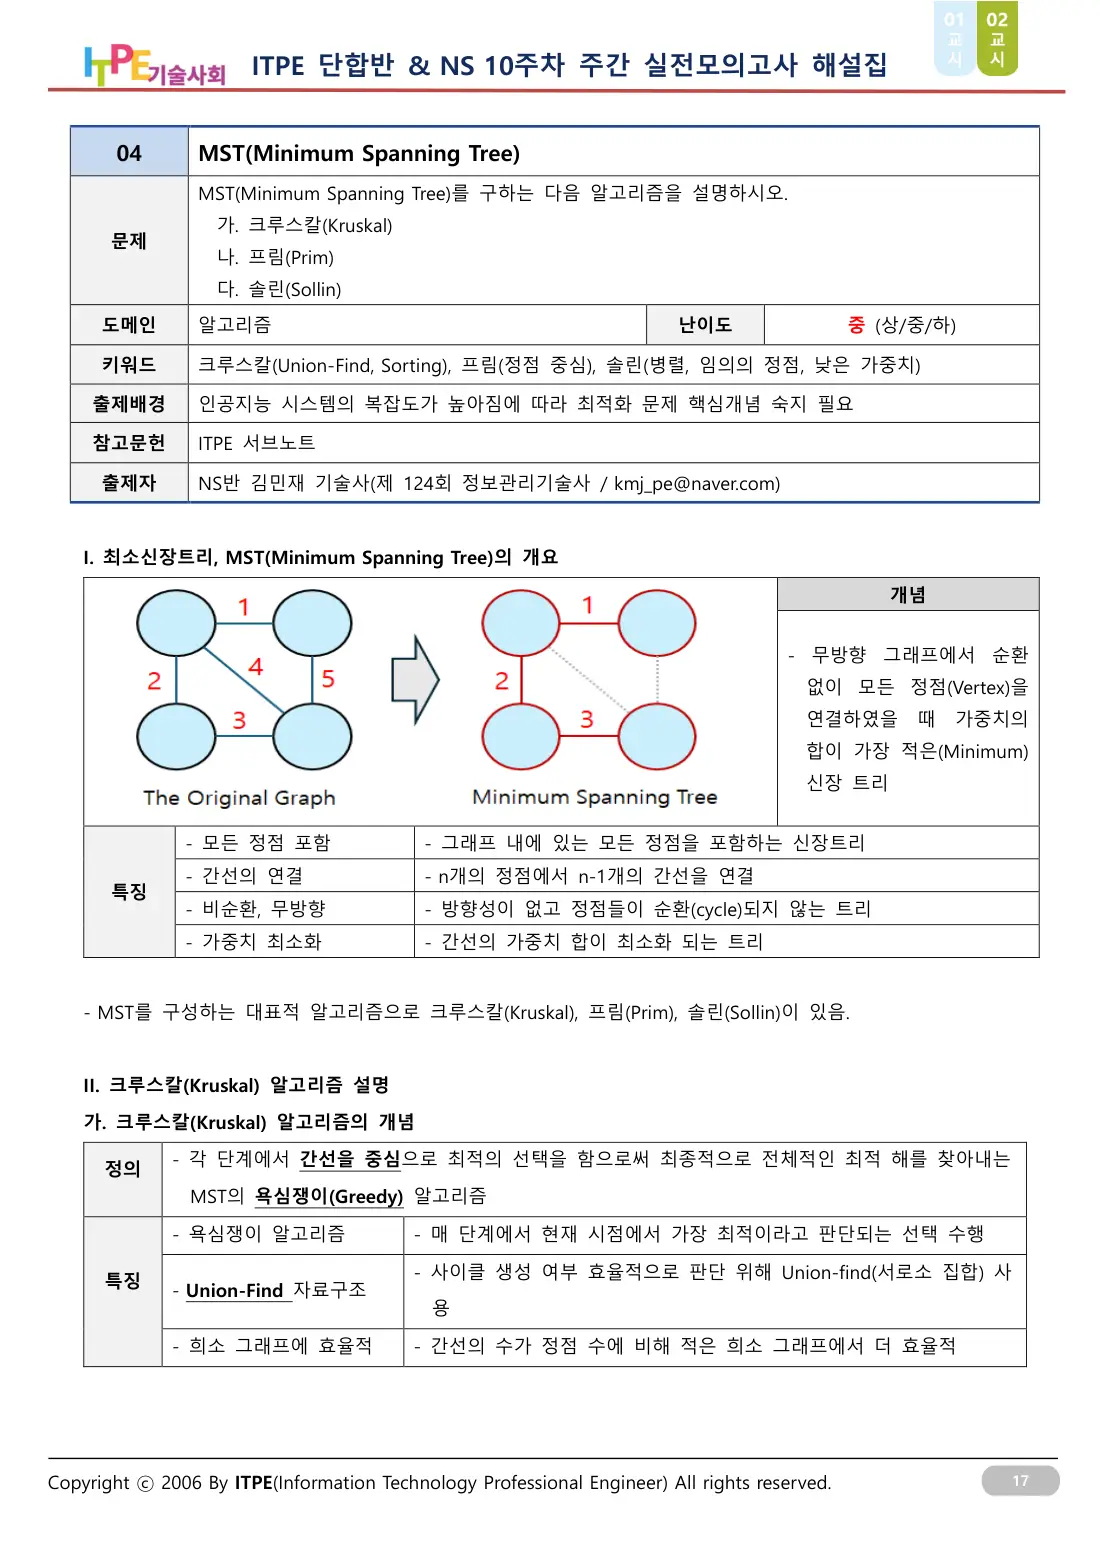 01
교
시
02
교
시
ITPE기술사회
ITPE 단합반 & NS 10주차 주간 실전모의고사 해설집
04
MST(Minimum Spanning Tree)
문제
MST(Minimum Spanning Tree)를 구하는 다음 알고리즘을 설명하시오.
가. 크루스칼(Kruskal)
나. 프림(Prim)
다. 솔린(Sollin)
도메인
알고리즘
난이도
중 (상/중/하)
키워드
크루스칼(Union-Find, Sorting), 프림(정점 중심), 솔린(병렬, 임의의 정점, 낮은 가중치)
출제배경
인공지능 시스템의 복잡도가 높아짐에 따라 최적화 문제 핵심개념 숙지 필요
참고문헌
ITPE 서브노트
출제자
NS반 김민재 기술사(제 124회 정보관리기술사 / kmj_pe@naver.com)
I. 최소신장트리, MST(Minimum Spanning Tree)의 개요
1
2
4
5
3
The Original Graph
1
2
3
Minimum Spanning Tree
개념
- 무방향 그래프에서 순환
없이 모든 정점(Vertex)을
연결하였을 때 가중치의
합이 가장 적은(Minimum)
신장 트리
특징
- 모든 정점 포함
- 그래프 내에 있는 모든 정점을 포함하는 신장트리
- 간선의 연결
- n개의 정점에서 n-1개의 간선을 연결
- 비순환, 무방향
- 방향성이 없고 정점들이 순환(cycle)되지 않는 트리
- 가중치 최소화
- 간선의 가중치 합이 최소화 되는 트리
- MST를 구성하는 대표적 알고리즘으로 크루스칼(Kruskal), 프림(Prim), 솔린(Sollin)이 있음.
II. 크루스칼(Kruskal) 알고리즘 설명
가. 크루스칼(Kruskal) 알고리즘의 개념
정의
- 각 단계에서 간선을 중심으로 최적의 선택을 함으로써 최종적으로 전체적인 최적 해를 찾아내는
MST의 욕심쟁이(Greedy) 알고리즘
특징
- 욕심쟁이 알고리즘
- 매 단계에서 현재 시점에서 가장 최적이라고 판단되는 선택 수행
- Union-Find 자료구조
- 사이클 생성 여부 효율적으로 판단 위해 Union-find(서로소 집합) 사
용
- 희소 그래프에 효율적
- 간선의 수가 정점 수에 비해 적은 희소 그래프에서 더 효율적
Copyright ⓒ 2006 By ITPE(Information Technology Professional Engineer) All rights reserved.
17